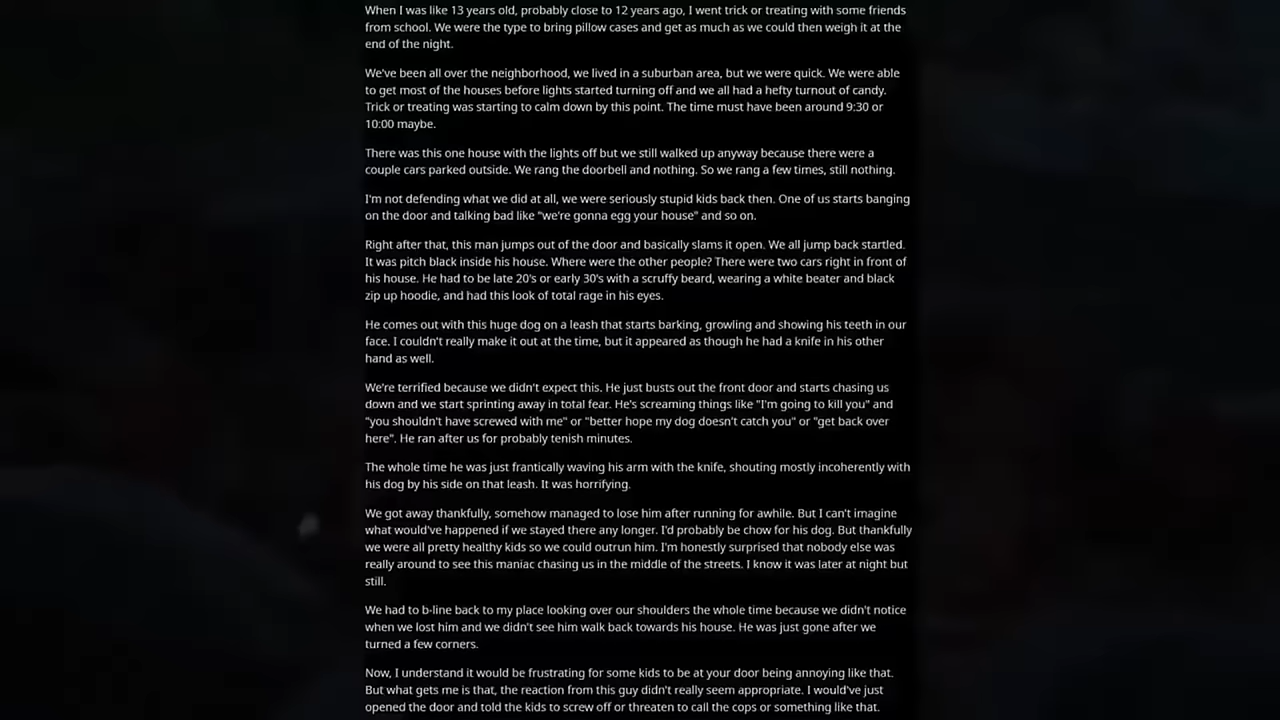 When I was like 13 years old, probably close to 12 years ago, I went trick or treating with some friends
from school. We were the type to bring pillow cases and get as much as we could then weigh it at the
end of the night.
We've been all over the neighborhood, we lived in a suburban area, but we were quick. We were able
to get most of the houses before lights started turning off and we all had a hefty turnout of candy.
Trick or treating was starting to calm down by this point. The time must have been around 9:30 or
10:00 maybe.
There was this one house with the lights off but we still walked up anyway because there were a
couple cars parked outside. We rang the doorbell and nothing. So we rang a few times, still nothing.
I'm not defending what we did at all, we were seriously stupid kids back then. One of us starts banging
on the door and talking bad like "we're gonna egg your house" and so on.
Right after that, this man jumps out of the door and basically slams it open. We all jump back startled.
It was pitch black inside his house. Where were the other people? There were two cars right in front of
his house. He had to be late 20's or early 30's with a scruffy beard, wearing a white beater and black
zip up hoodie, and had this look of total rage in his eyes.
He comes out with this huge dog on a leash that starts barking, growling and showing his teeth in our
face. I couldn't really make it out at the time, but it appeared as though he had a knife in his other
hand as well.
We're terrified because we didn't expect this. He just busts out the front door and starts chasing us
down and we start sprinting away in total fear. He's screaming things like "I'm going to kill you" and
"you shouldn't have screwed with me" or "better hope my dog doesn't catch you" or "get back over
here". He ran after us for probably tenish minutes.
The whole time he was just frantically waving his arm with the knife, shouting mostly incoherently with
his dog by his side on that leash. It was horrifying.
We got away thankfully, somehow managed to lose him after running for awhile. But I can't imagine
what would've happened if we stayed there any longer. I'd probably be chow for his dog. But thankfully
we were all pretty healthy kids so we could outrun him. I'm honestly surprised that nobody else was
really around to see this maniac chasing us in the middle of the streets. I know it was later at night but
still.
We had to b-line back to my place looking over our shoulders the whole time because we didn't notice
when we lost him and we didn't see him walk back towards his house. He was just gone after we
turned a few corners.
Now, I understand it would be frustrating for some kids to be at your door being annoying like that.
But what gets me is that, the reaction from this guy didn't really seem appropriate. I would've just
opened the door and told the kids to screw off or threaten to call the cops or something like that.